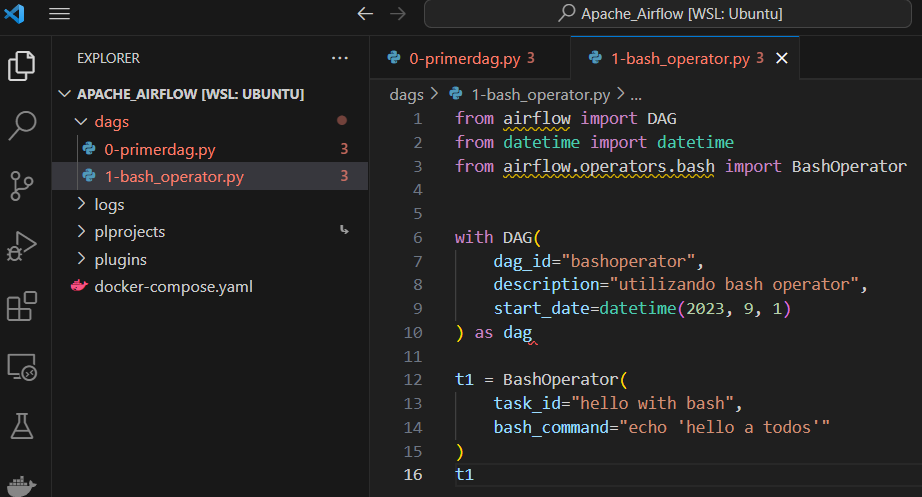 Apache_Airflow [WSL: Ubuntu]
EXPLORER
APACHE_AIRFLOW [WSL: UBUNTU]
dags
0-primerdag.py 3
1-bash_operator.py 3
logs
plprojects
plugins
docker-compose.yaml
0-primerdag.py 3
1-bash_operator.py 3
dags > 1-bash_operator.py > ...
1 from airflow import DAG
2 from datetime import datetime
3 from airflow.operators.bash import BashOperator
4
5
6 with DAG(
7     dag_id="bashoperator",
8     description="utilizando bash operator",
9     start_date=datetime(2023, 9, 1)
10 ) as dag
11
12 t1 = BashOperator(
13     task_id="hello with bash",
14     bash_command="echo 'hello a todos'"
15 )
16 t1